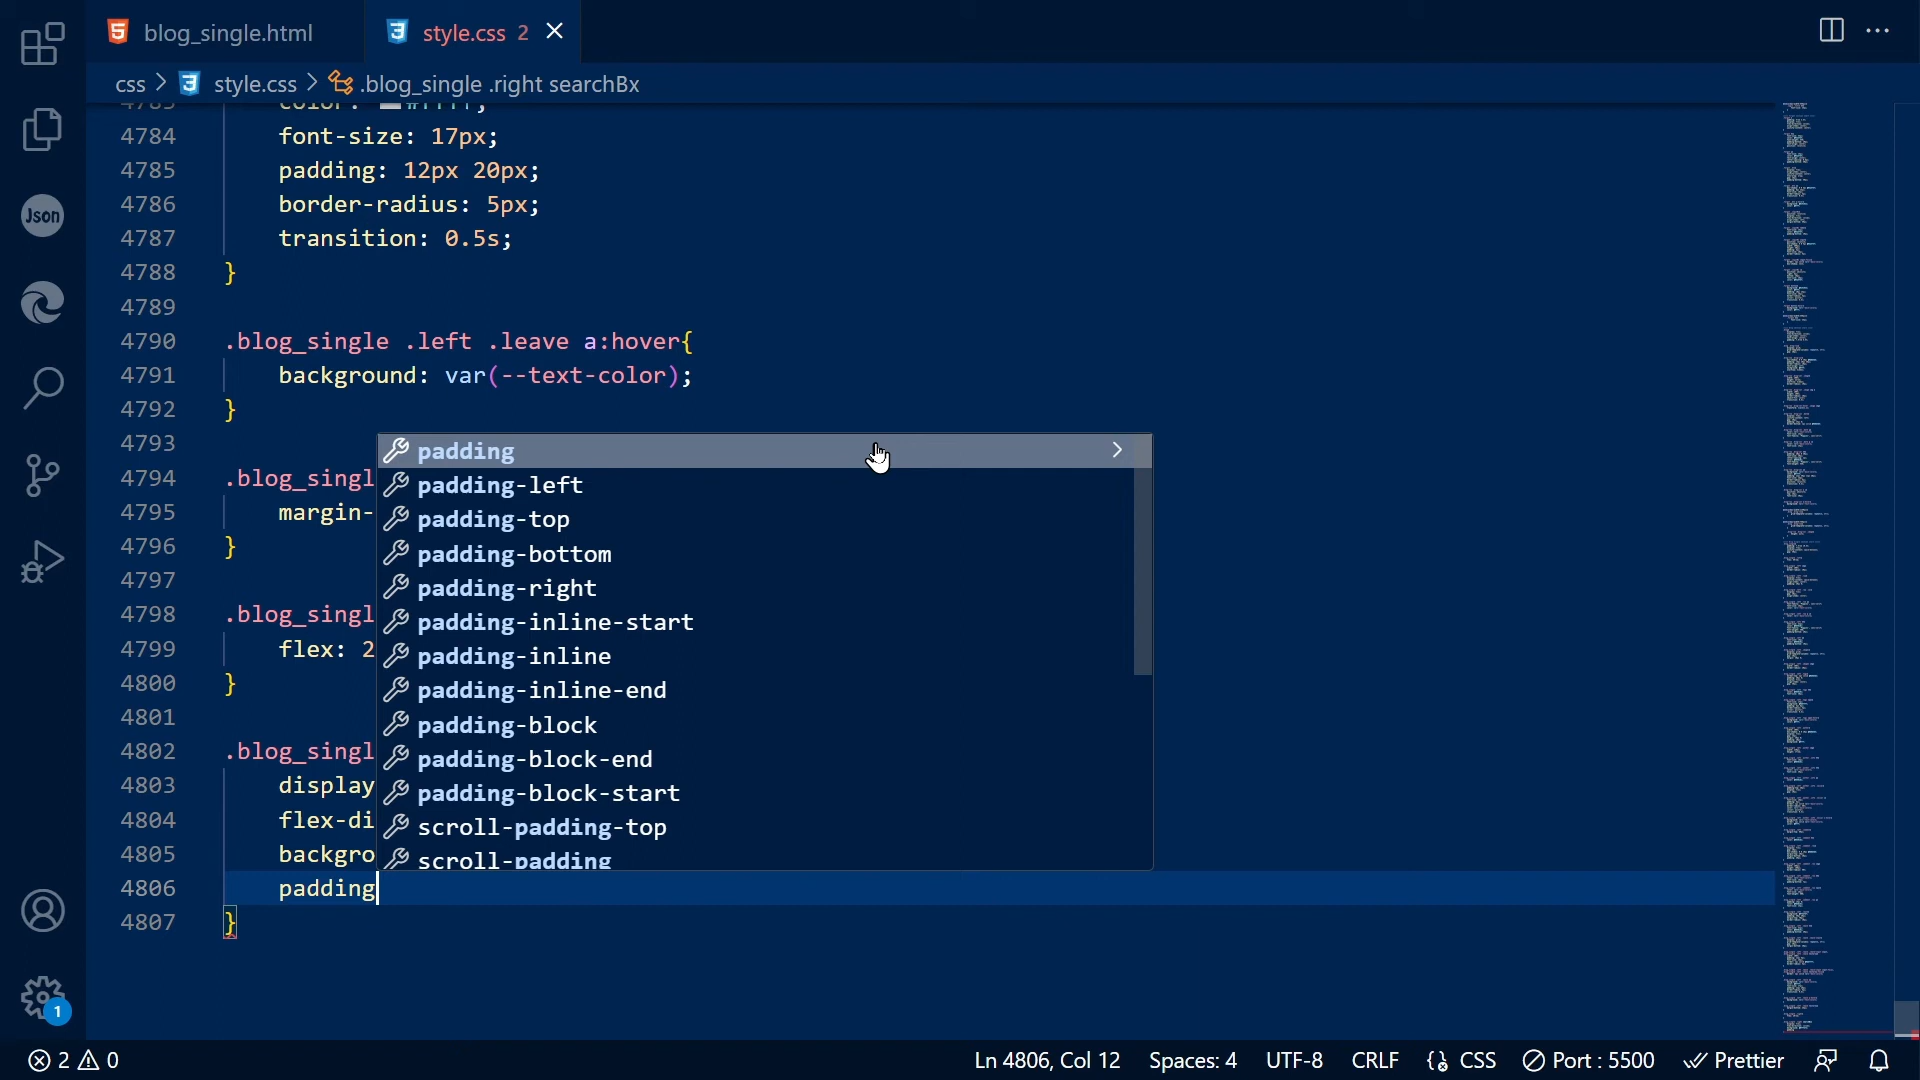 blog_single.html
style.css 2
css > style.css > .blog_single .right searchBx
4784 font-size: 17px;
4785 padding: 12px 20px;
4786 border-radius: 5px;
4787 transition: 0.5s;
4788 }
4789
4790 .blog_single .left .leave a:hover{
4791 background: var(--text-color);
4792 }
4793
4794 .blog_singl
4795 margin-
4796 }
4797
4798 .blog_singl
4799 flex: 2
4800 }
4801
4802 .blog_singl
4803 display
4804 flex-di
4805 backgro
4806 padding
4807 }
padding
padding-left
padding-top
padding-bottom
padding-right
padding-inline-start
padding-inline
padding-inline-end
padding-block
padding-block-end
padding-block-start
scroll-padding-top
scroll-padding
Json
1
2 0
Ln 4806, Col 12
Spaces: 4
UTF-8
CRLF
{} CSS
Port : 5500
Prettier